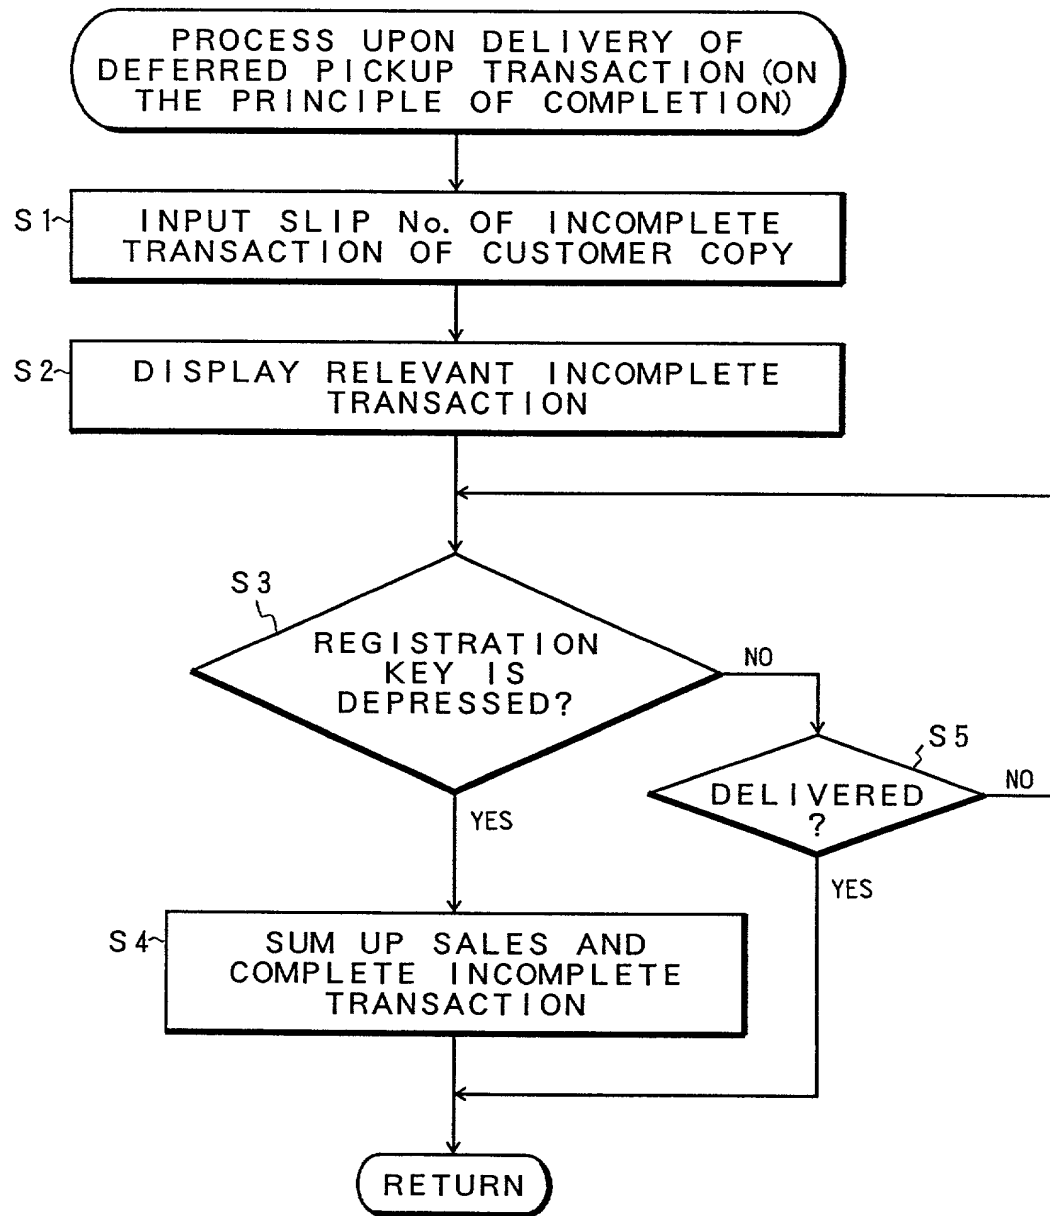 PROCESS UPON DELIVERY OF
DEFERRED PICKUP TRANSACTION (ON
THE PRINCIPLE OF COMPLETION)
S1
INPUT SLIP No. OF INCOMPLETE
TRANSACTION OF CUSTOMER COPY
S2
DISPLAY RELEVANT INCOMPLETE
TRANSACTION
S3
REGISTRATION
KEY IS
DEPRESSED?
NO
YES
S5
DELIVERED
?
NO
YES
S4
SUM UP SALES AND
COMPLETE INCOMPLETE
TRANSACTION
RETURN